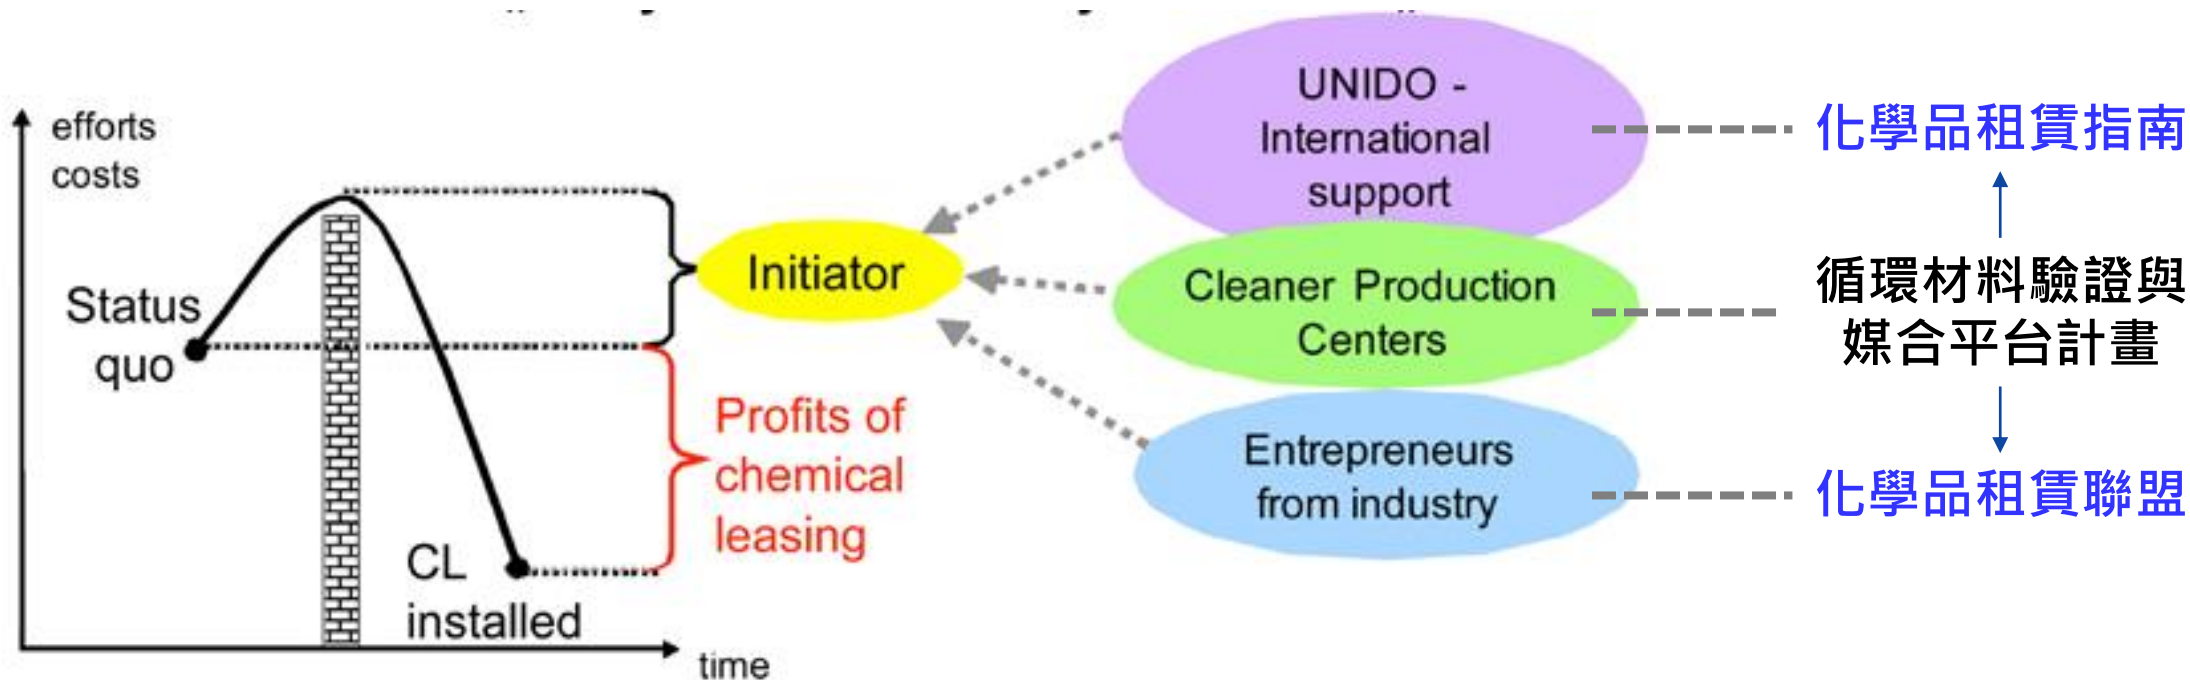 efforts
costs
Status
quo
CL
installed
time
Initiator
Profits of
chemical
leasing
UNIDO -
International
support
Cleaner Production
Centers
Entrepreneurs
from industry
化學品租賃指南
循環材料驗證與
媒合平台計畫
化學品租賃聯盟